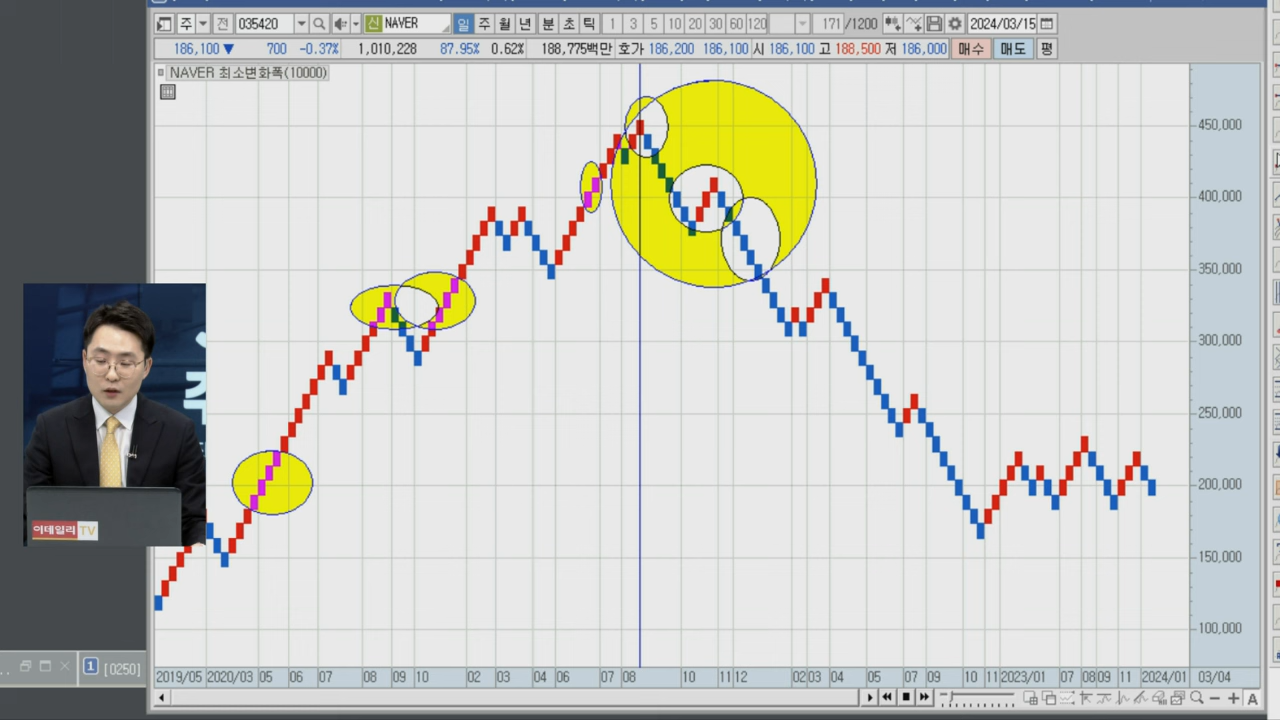 주 전 035420 신 NAVER 일 주 월 년 분 초 틱 1 3 5 10 20 30 60 120 171 /1200 2024/03/15
186,100 ▼ 700 -0.37% 1,010,228 87.95% 0.62% 188,775백만 호가 186,200 186,100 시 186,100 고 188,500 저 186,000 매수 매도 평
NAVER 최소변화폭(10000)
450,000
400,000
350,000
300,000
250,000
200,000
150,000
100,000
이데일리 TV
1 [0250]
2019/05 2020/03 05 07 08 09 10 02 03 04 06 07 08 10 11 12 02 03 04 05 07 09 10 11 2023/01 07 08 09 11 2024/01 03/04
A